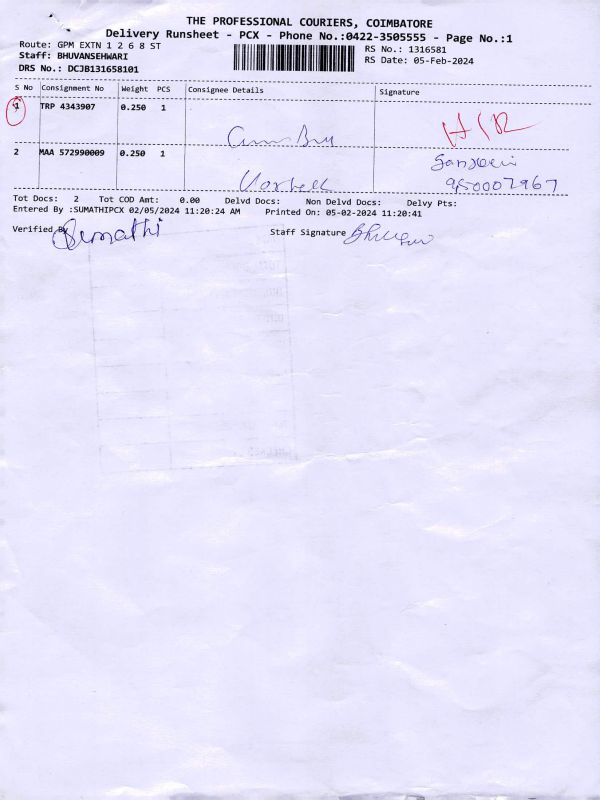 THE PROFESSIONAL COURIERS, COIMBATORE
Delivery Runsheet - PCX - Phone No.:0422-3505555 - Page No.:1
Route: GPM EXTN 1 2 6 8 ST
RS No.: 1316581
Staff: BHUVANSEHWARI
RS Date: 05-Feb-2024
DRS No.: DCJB131658101
S No Consignment No Weight PCS Consignee Details Signature
1 TRP 4343907 0.250 1
2 MAA 572990009 0.250 1
Tot Docs: 2 Tot COD Amt: 0.00 Delvd Docs: Non Delvd Docs: Delvy Pts:
Entered By :SUMATHIPCX 02/05/2024 11:20:24 AM Printed On: 05-02-2024 11:20:41
Verified By Sumathi Staff Signature